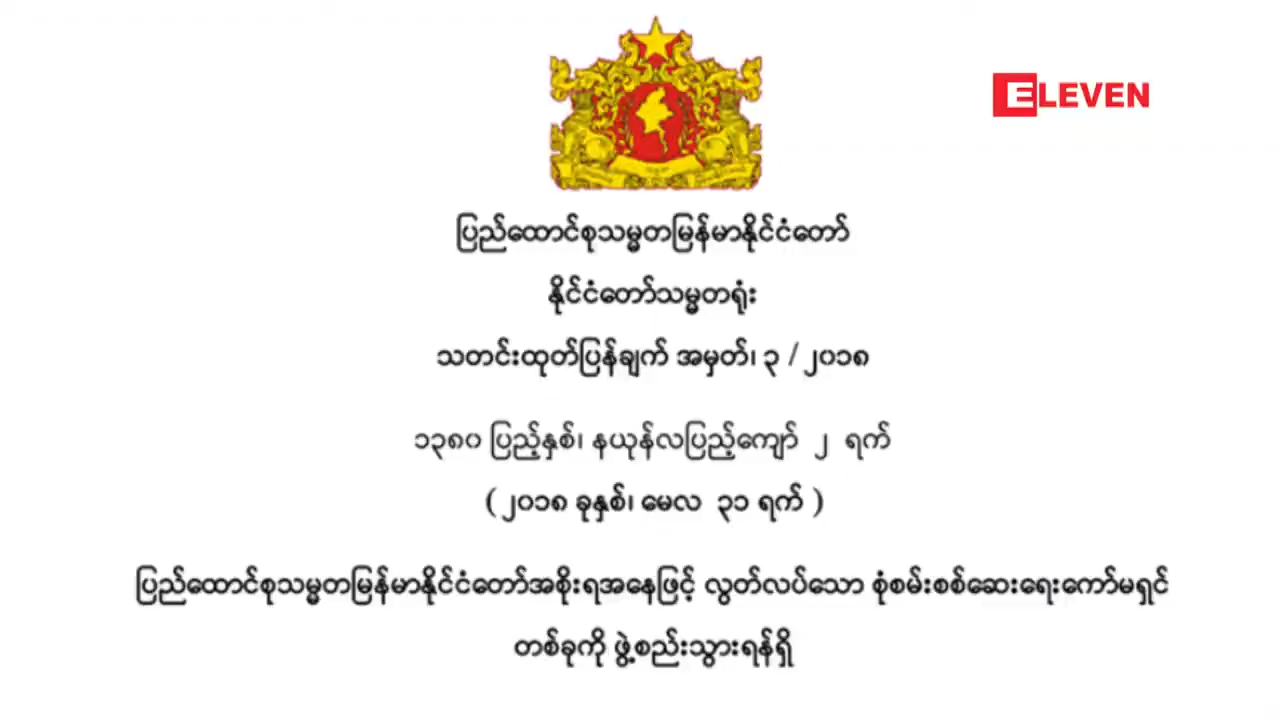 ELEVEN
ပြည်ထောင်စုသမ္မတမြန်မာနိုင်ငံတော်
နိုင်ငံတော်သမ္မတရုံး
သတင်းထုတ်ပြန်ချက် အမှတ်၊ ၃ / ၂၀၁၈
၁၃၈၀ ပြည့်နှစ်၊ နယုန်လပြည့်ကျော် ၂ ရက်
(၂၀၁၈ ခုနှစ်၊ မေလ ၃၁ ရက် )
ပြည်ထောင်စုသမ္မတမြန်မာနိုင်ငံတော်အစိုးရအနေဖြင့် လွတ်လပ်သော စုံစမ်းစစ်ဆေးရေးကော်မရှင်
တစ်ခုကို ဖွဲ့စည်းသွားရန်ရှိ